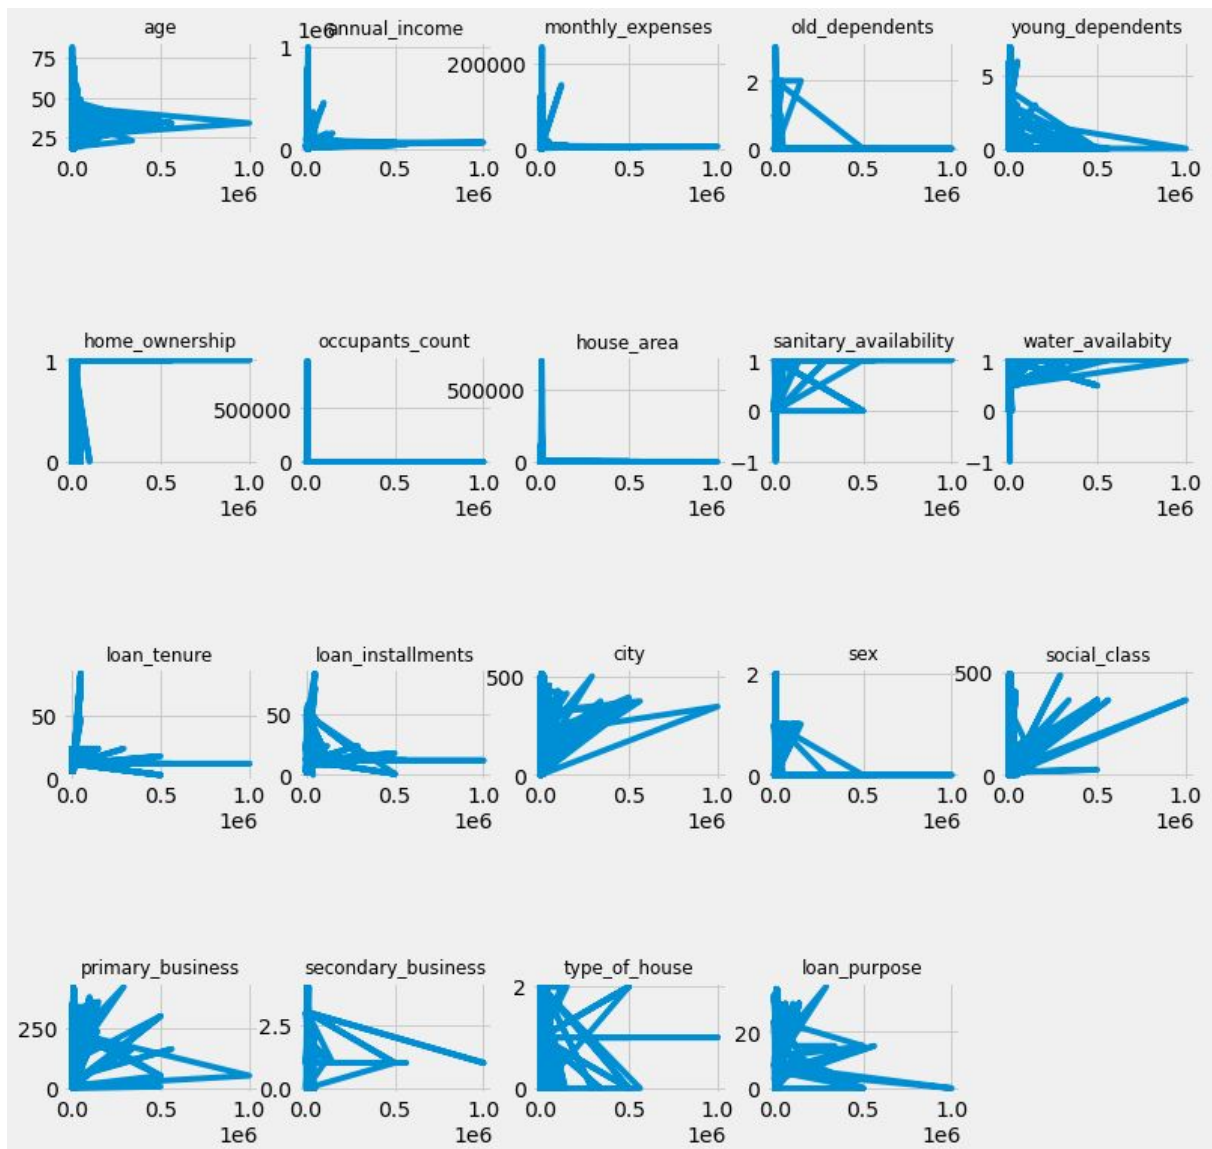 age 1e6 annual_income monthly_expenses old_dependents young_dependents
75 50 25 1 0 200000 0 2 0 5 0
0.0 0.5 1.0 0.0 0.5 1.0 0.0 0.5 1.0 0.0 0.5 1.0 0.0 0.5 1.0
1e6 1e6 1e6 1e6 1e6
home_ownership occupants_count house_area sanitary_availability water_availabity
1 0 500000 0 500000 0 1 0 −1 1 0 −1
0.0 0.5 1.0 0.0 0.5 1.0 0.0 0.5 1.0 0.0 0.5 1.0 0.0 0.5 1.0
1e6 1e6 1e6 1e6 1e6
loan_tenure loan_installments city sex social_class
50 0 50 0 500 0 2 0 500 0
0.0 0.5 1.0 0.0 0.5 1.0 0.0 0.5 1.0 0.0 0.5 1.0 0.0 0.5 1.0
1e6 1e6 1e6 1e6 1e6
primary_business secondary_business type_of_house loan_purpose
250 0 2.5 0.0 2 0 20 0
0.0 0.5 1.0 0.0 0.5 1.0 0.0 0.5 1.0 0.0 0.5 1.0
1e6 1e6 1e6 1e6